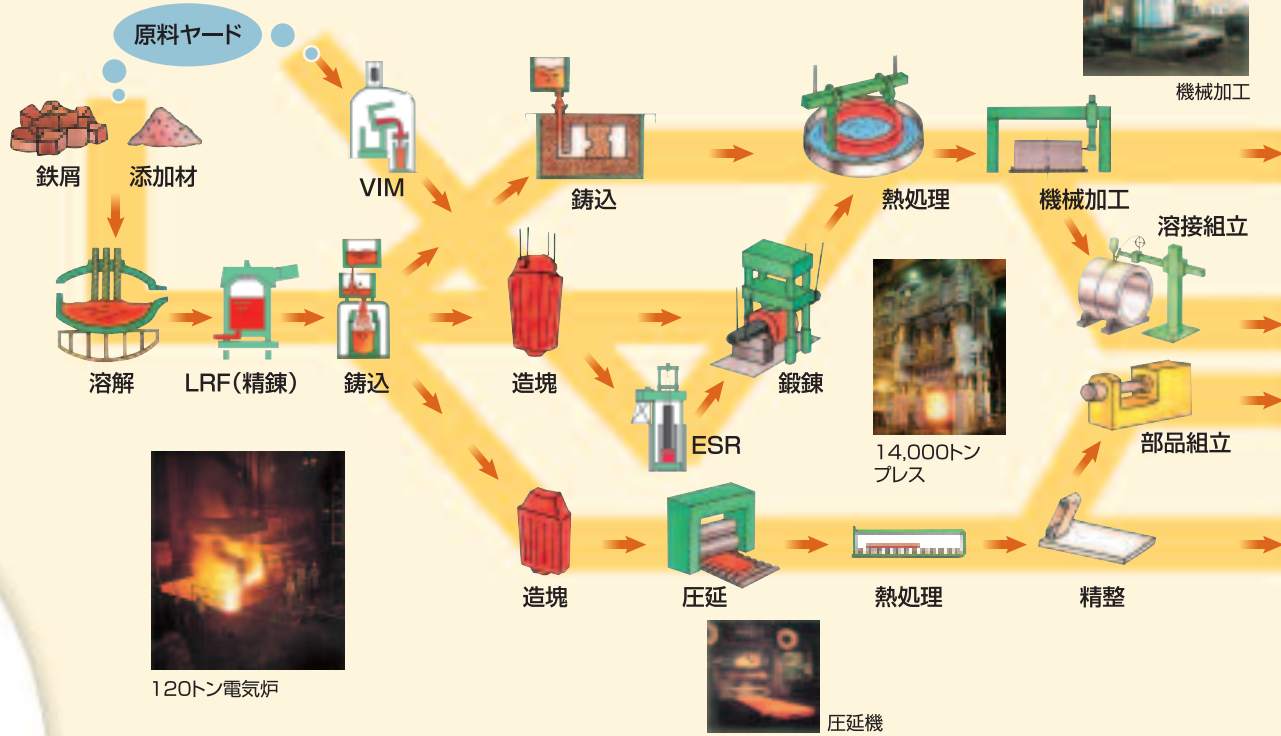 原料ヤード
機械加工
鉄屑
添加材
VIM
鋳込
熱処理
機械加工
溶接組立
溶解
LRF（精錬）
鋳込
造塊
鍛錬
ESR
14,000トン
プレス
部品組立
造塊
圧延
熱処理
精整
120トン電気炉
圧延機